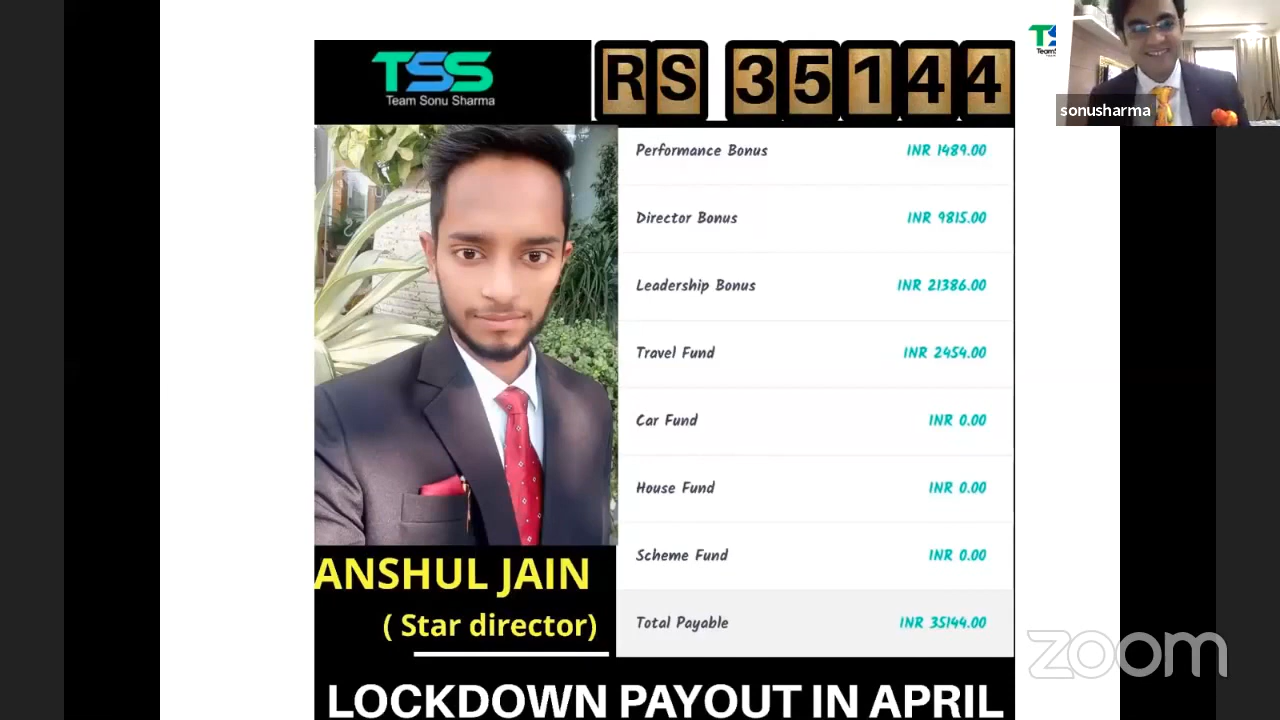 TSS
Team Sonu Sharma
RS 35144
sonusharma
Performance Bonus INR 1489.00
Director Bonus INR 9815.00
Leadership Bonus INR 21386.00
Travel Fund INR 2454.00
Car Fund INR 0.00
House Fund INR 0.00
Scheme Fund INR 0.00
Total Payable INR 35144.00
ANSHUL JAIN
( Star director)
LOCKDOWN PAYOUT IN APRIL
zoom